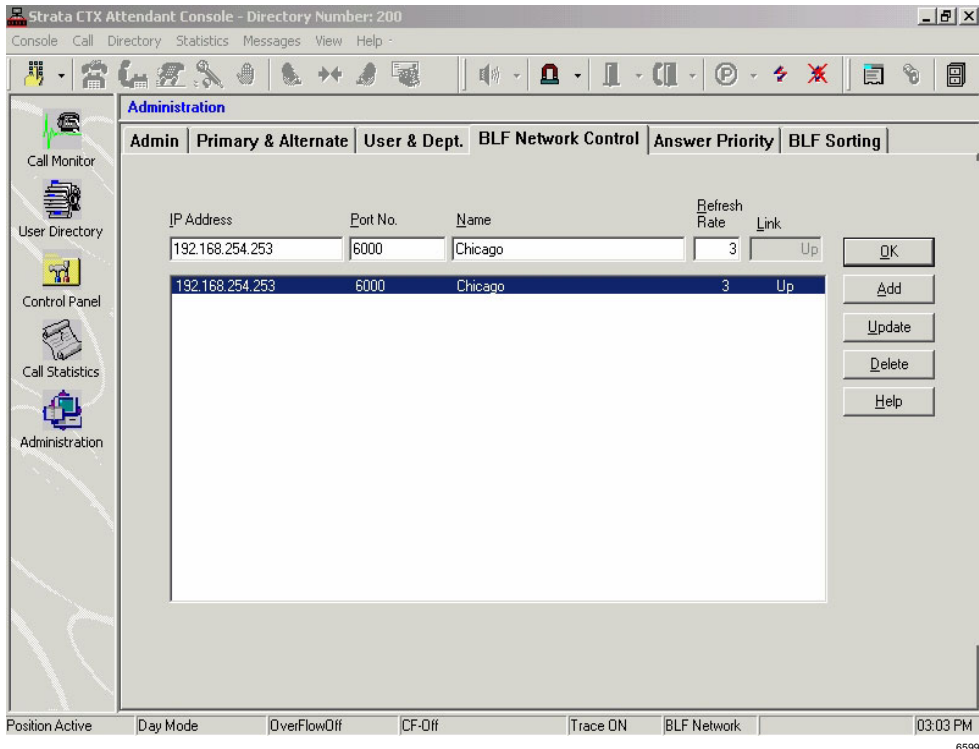 Strata CTX Attendant Console - Directory Number: 200
Console Call Directory Statistics Messages View Help
Administration
Admin Primary & Alternate User & Dept. BLF Network Control Answer Priority BLF Sorting
Call Monitor
User Directory
Control Panel
Call Statistics
Administration
IP Address Port No. Name Refresh Rate Link
192.168.254.253 6000 Chicago 3 Up
192.168.254.253 6000 Chicago 3 Up
OK
Add
Update
Delete
Help
Position Active Day Mode OverFlowOff CF-Off Trace ON BLF Network 03:03 PM